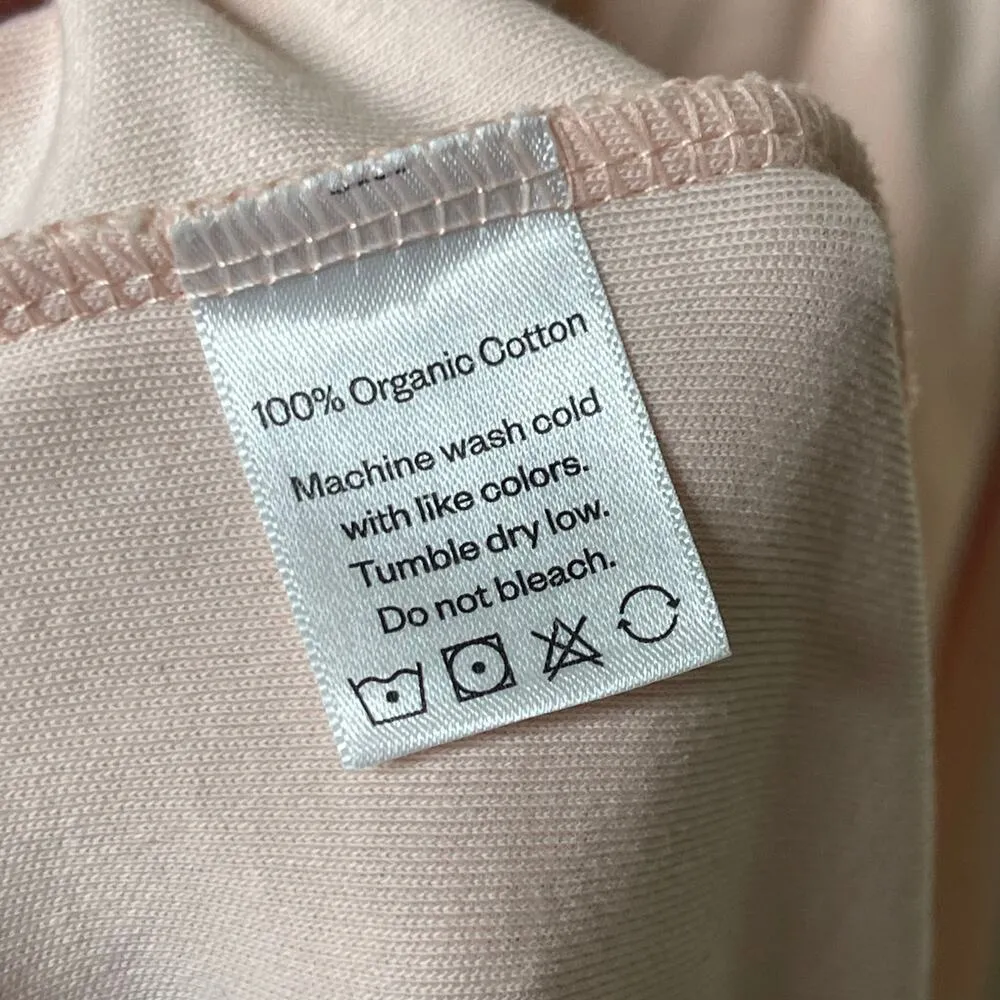 100% Organic Cotton
Machine wash cold
with like colors.
Tumble dry low.
Do not bleach.